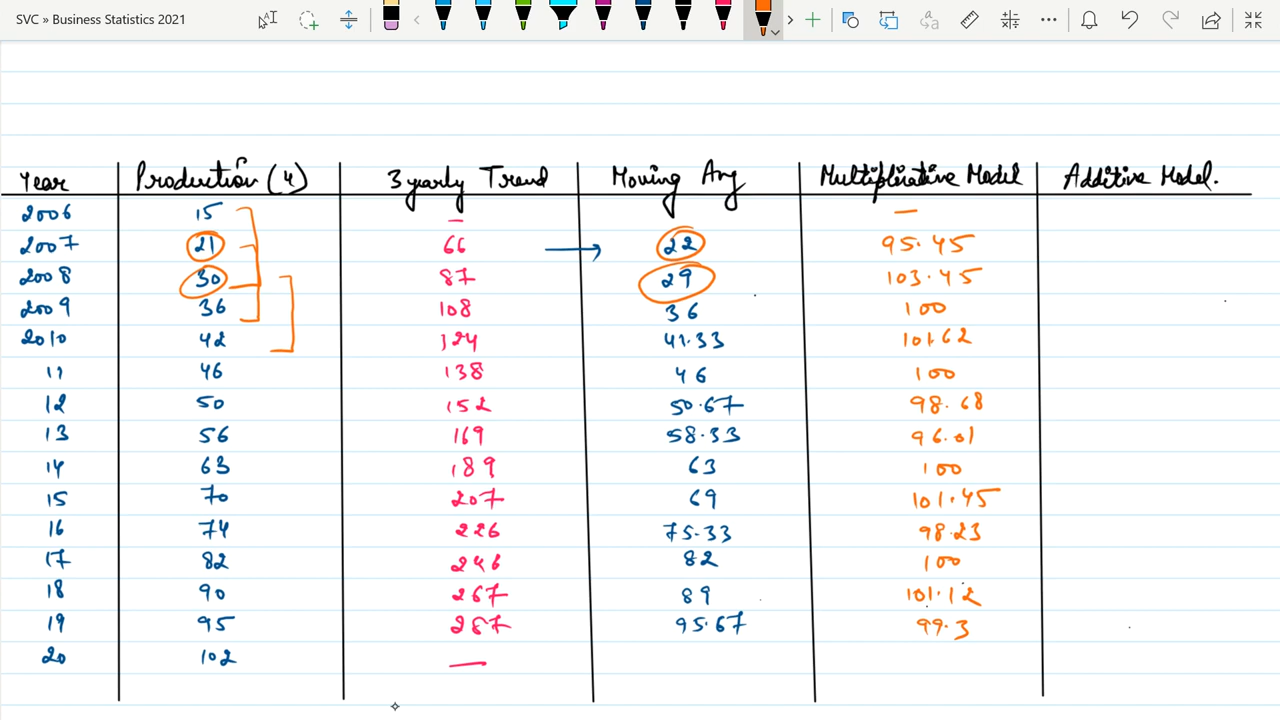 SVC » Business Statistics 2021
Year Production (4) 3 yearly Trend Moving Avg Multiplicative Model Additive Model.
2006 15 — —
2007 21 66 → 22 95.45
2008 30 87 29 103.45
2009 36 108 36 100
2010 42 124 41.33 101.62
11 46 138 46 100
12 50 152 50.67 98.68
13 56 169 58.33 96.01
14 63 189 63 100
15 70 207 69 101.45
16 74 226 75.33 98.23
17 82 246 82 100
18 90 267 89 101.12
19 95 287 95.67 99.3
20 102 —